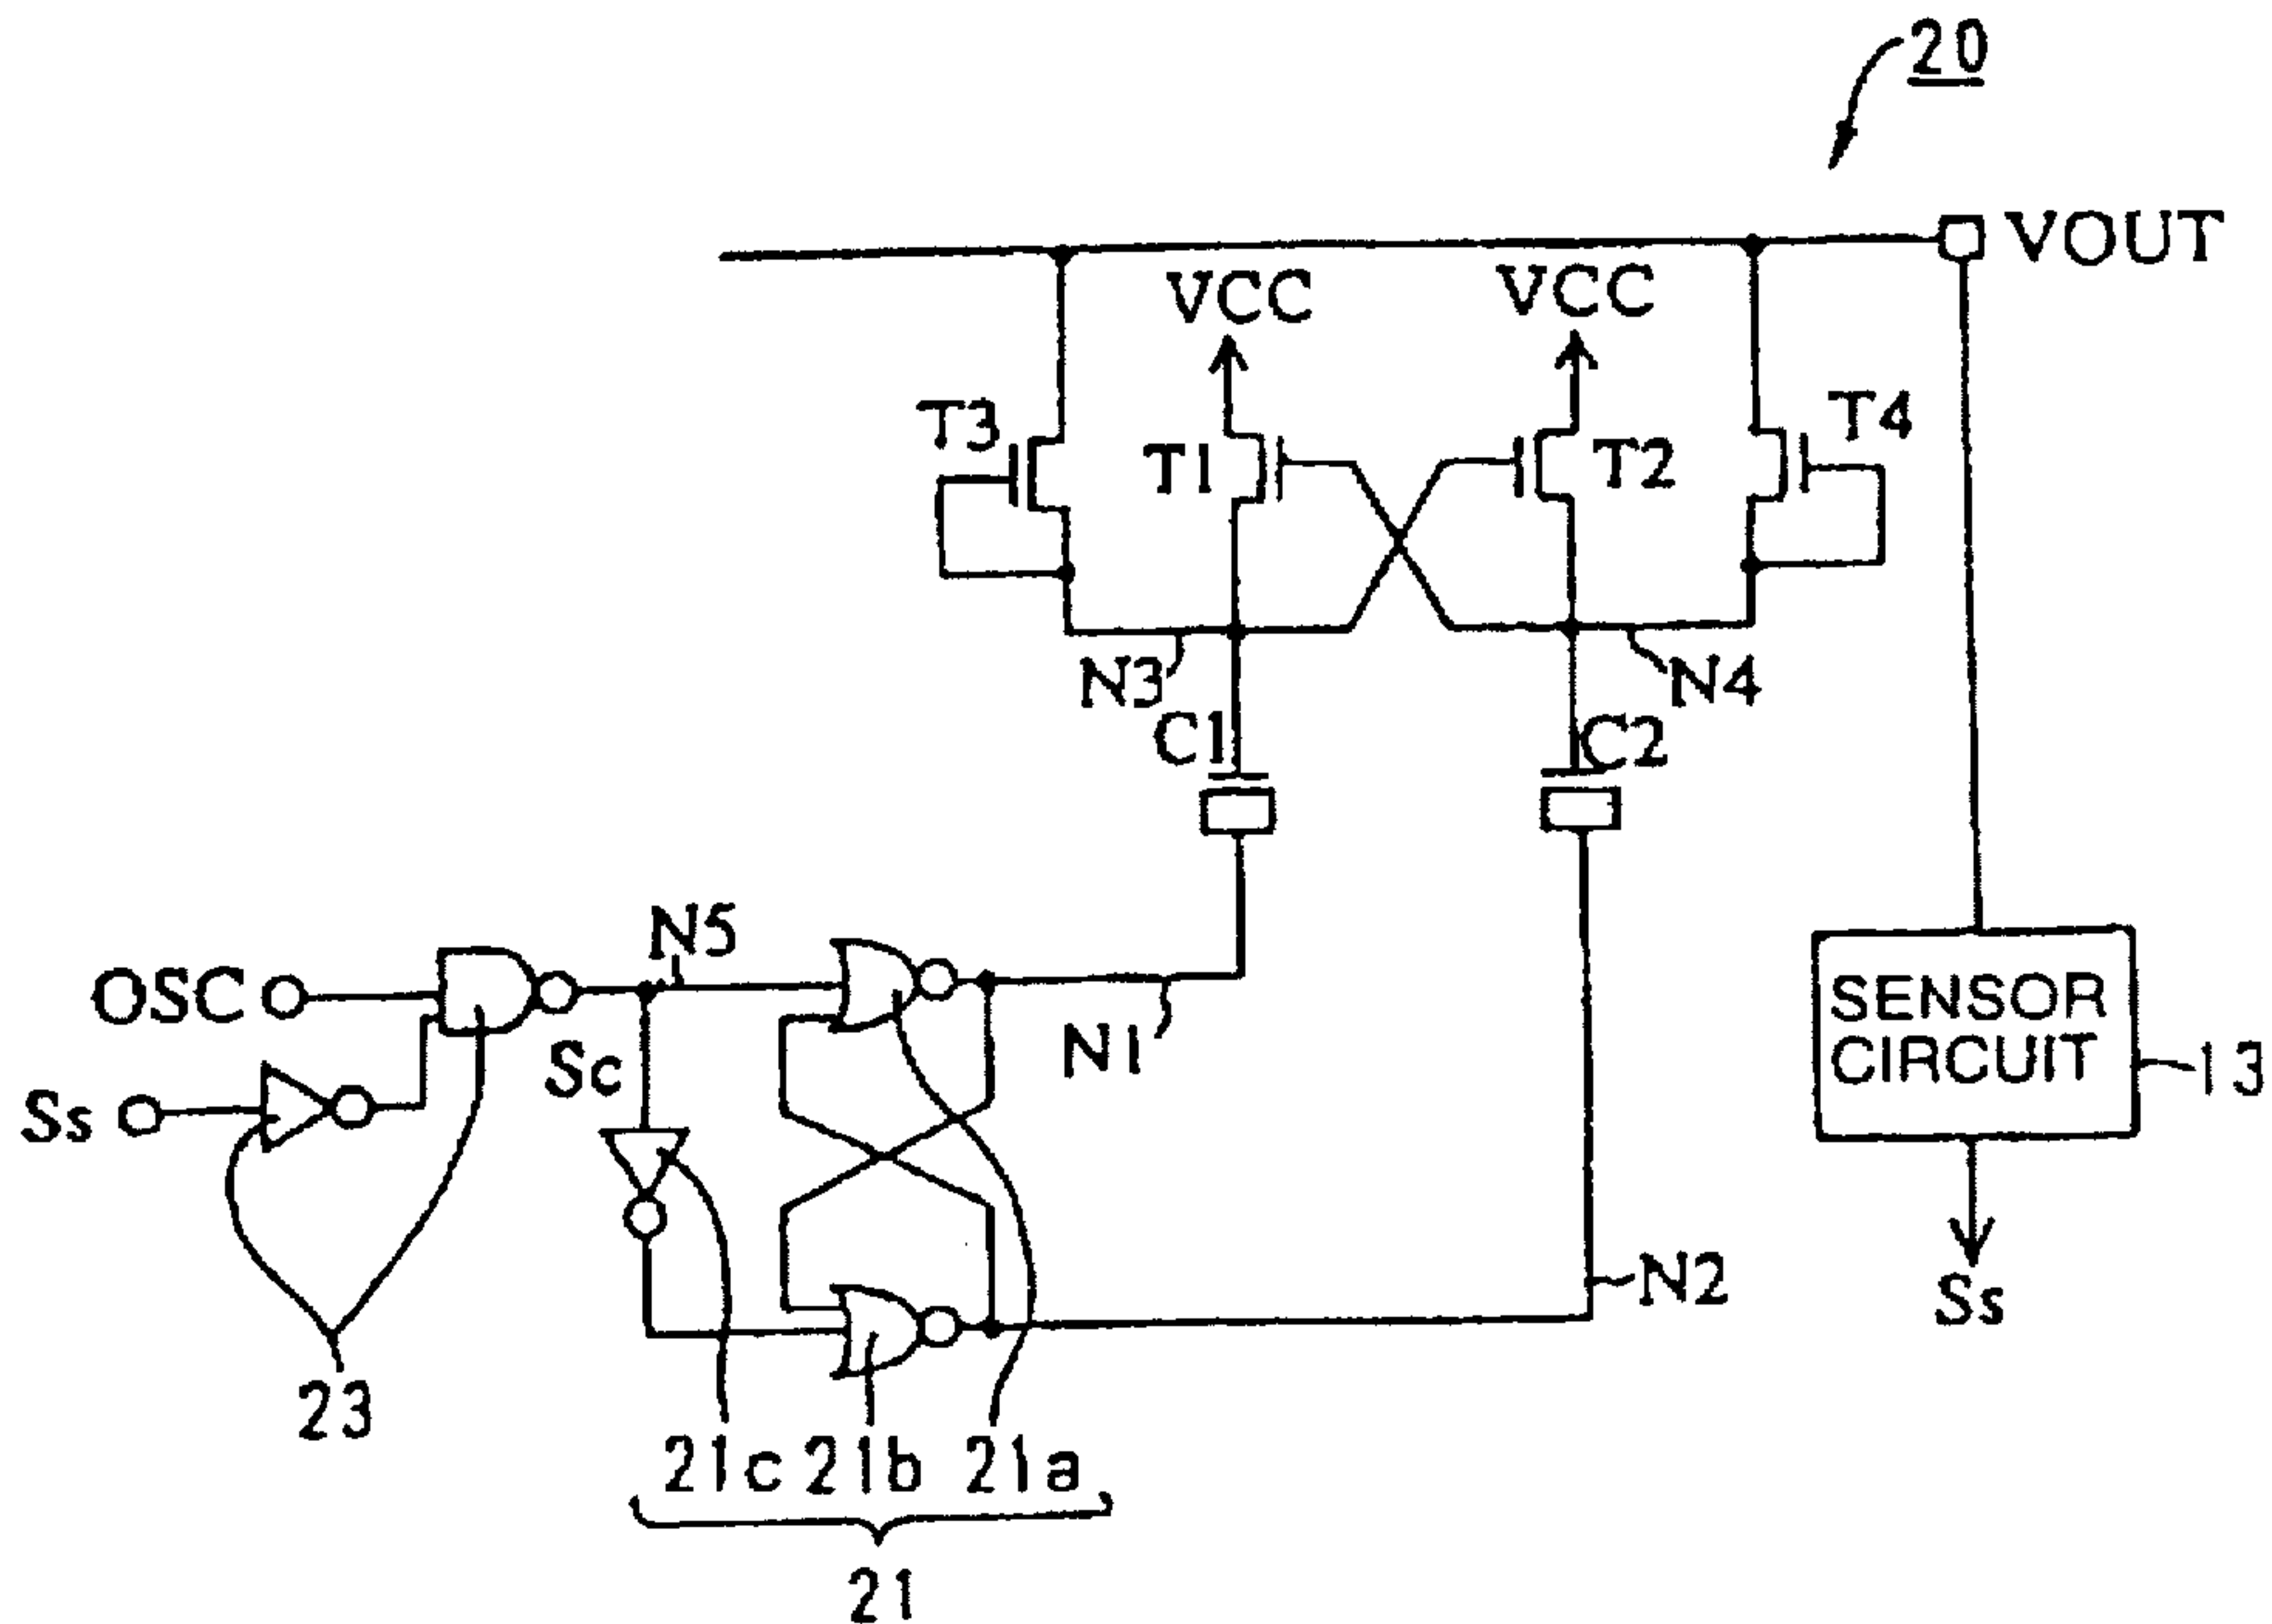 20
VOUT
VCC
VCC
T3
T1
T2
T4
N3
N4
C1
C2
N5
OSC
SENSOR
CIRCUIT
13
N1
Sc
Ss
N2
Ss
23
21c
21b
21a
21